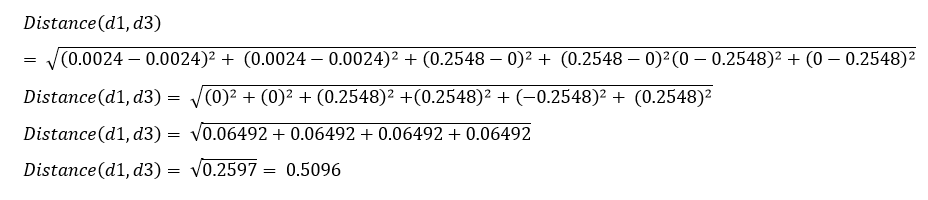 Distance(d1, d3)
= √(0.0024 − 0.0024)² + (0.0024 − 0.0024)² + (0.2548 − 0)² + (0.2548 − 0)²(0 − 0.2548)² + (0 − 0.2548)²
Distance(d1, d3) = √(0)² + (0)² + (0.2548)² +(0.2548)² + (−0.2548)² + (0.2548)²
Distance(d1, d3) = √0.06492 + 0.06492 + 0.06492 + 0.06492
Distance(d1, d3) = √0.2597 = 0.5096